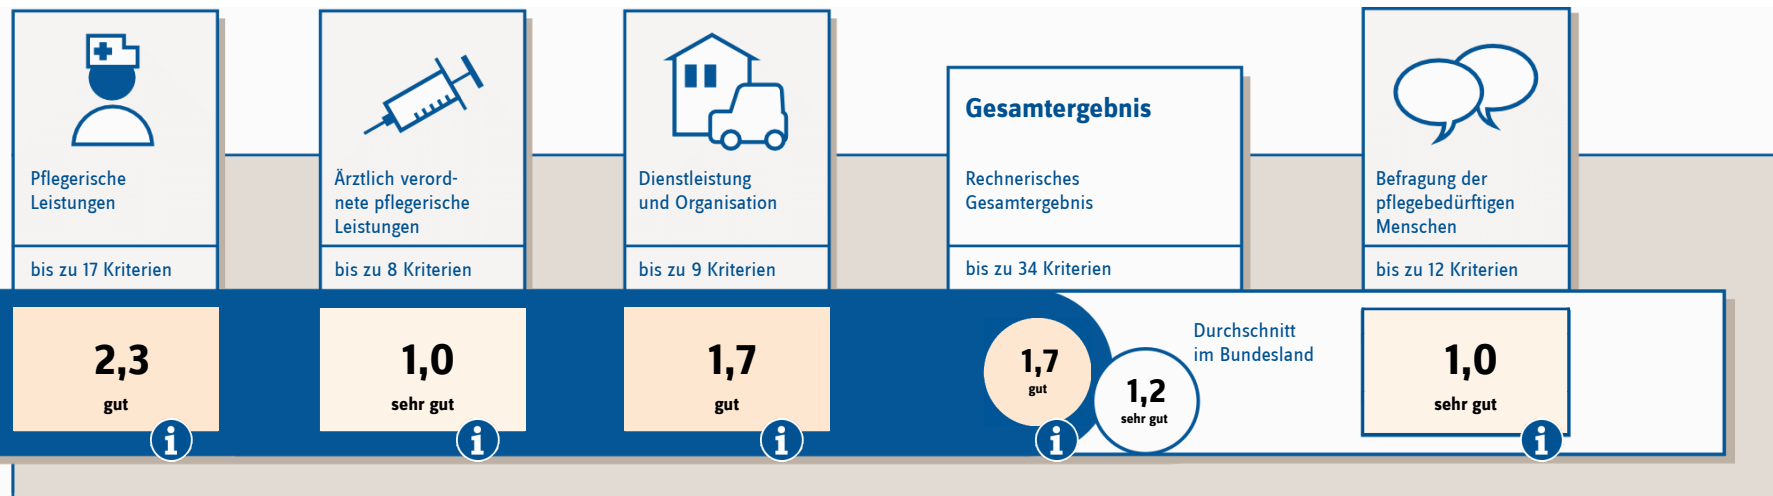 Pflegerische
Leistungen
bis zu 17 Kriterien
2,3
gut
i
Ärztlich verord-
nete pflegerische
Leistungen
bis zu 8 Kriterien
1,0
sehr gut
i
Dienstleistung
und Organisation
bis zu 9 Kriterien
1,7
gut
i
Gesamtergebnis
Rechnerisches
Gesamtergebnis
bis zu 34 Kriterien
1,7
gut
i
1,2
sehr gut
Durchschnitt
im Bundesland
Befragung der
pflegebedürftigen
Menschen
bis zu 12 Kriterien
1,0
sehr gut
i